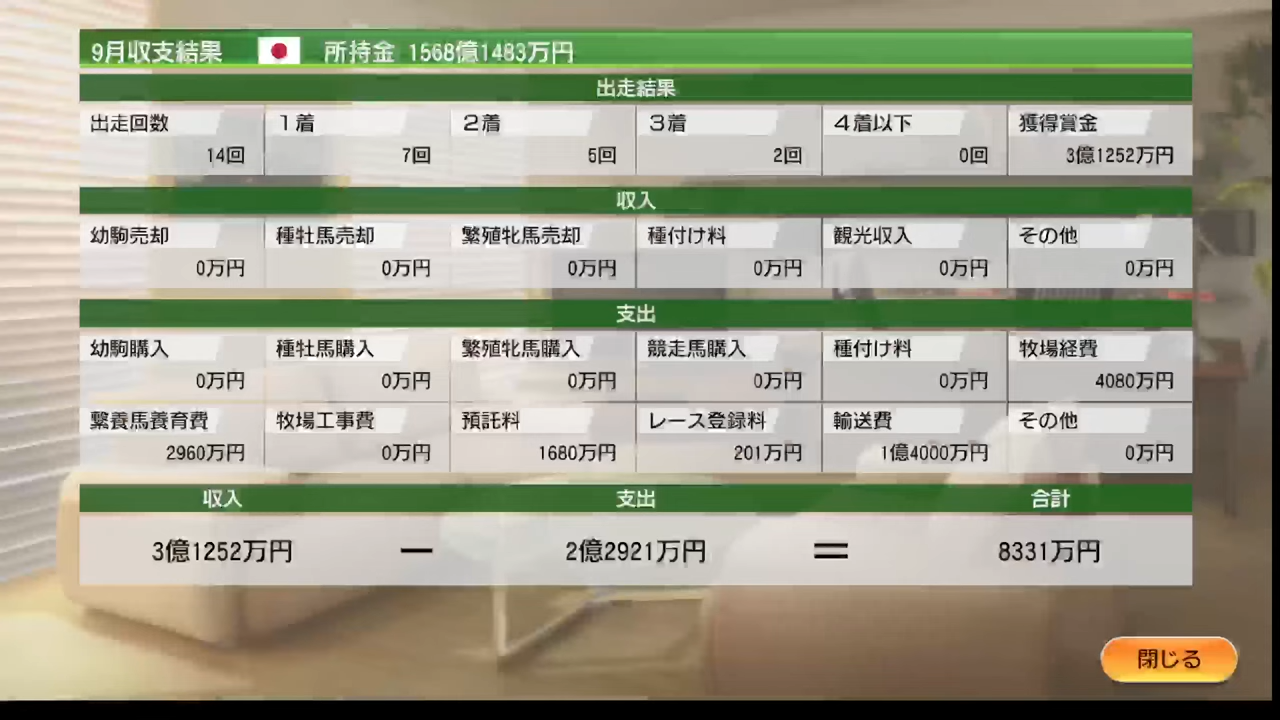 9月収支結果 所持金 1568億1483万円
出走結果
出走回数 1着 2着 3着 4着以下 獲得賞金
14回 7回 5回 2回 0回 3億1252万円
収入
幼駒売却 種牡馬売却 繁殖牝馬売却 種付け料 観光収入 その他
0万円 0万円 0万円 0万円 0万円 0万円
支出
幼駒購入 種牡馬購入 繁殖牝馬購入 競走馬購入 種付け料 牧場経費
0万円 0万円 0万円 0万円 0万円 4080万円
繋養馬養育費 牧場工事費 預託料 レース登録料 輸送費 その他
2960万円 0万円 1680万円 201万円 1億4000万円 0万円
収入 支出 合計
3億1252万円 － 2億2921万円 ＝ 8331万円
閉じる